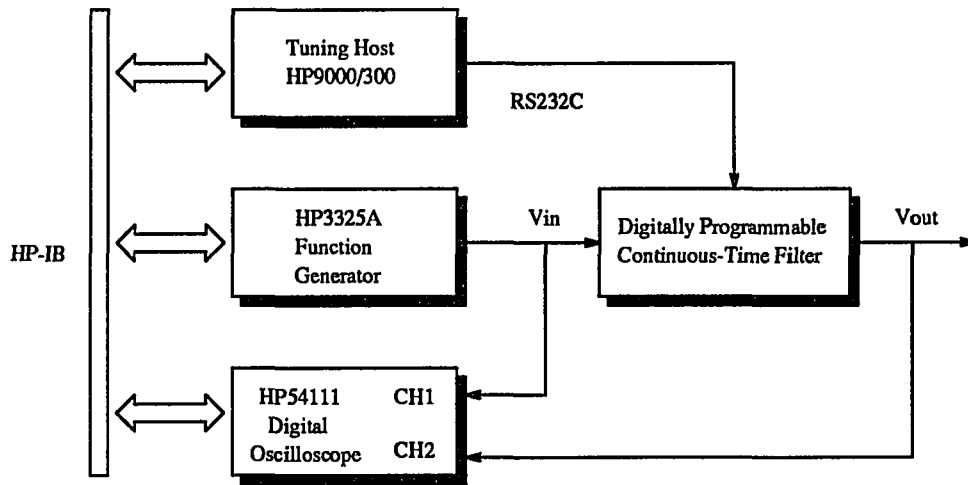 Tuning Host
HP9000/300
RS232C
HP-IB
HP3325A
Function
Generator
Vin
Digitally Programmable
Continuous-Time Filter
Vout
HP54111 CH1
Digital
Oscilloscope CH2